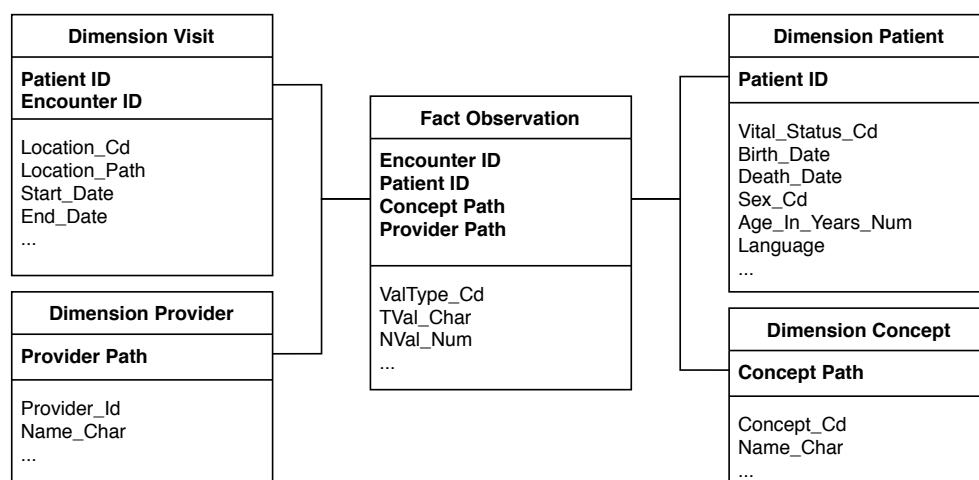 Dimension Visit
Patient ID
Encounter ID
Location_Cd
Location_Path
Start_Date
End_Date
...
Dimension Provider
Provider Path
Provider_Id
Name_Char
...
Fact Observation
Encounter ID
Patient ID
Concept Path
Provider Path
ValType_Cd
TVal_Char
NVal_Num
...
Dimension Patient
Patient ID
Vital_Status_Cd
Birth_Date
Death_Date
Sex_Cd
Age_In_Years_Num
Language
...
Dimension Concept
Concept Path
Concept_Cd
Name_Char
...